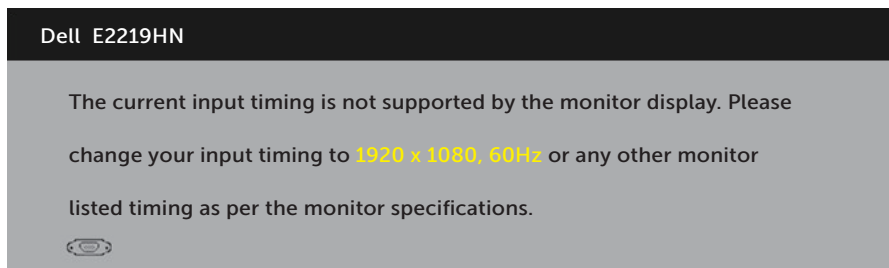 Dell E2219HN
The current input timing is not supported by the monitor display. Please
change your input timing to 1920 x 1080, 60Hz or any other monitor
listed timing as per the monitor specifications.